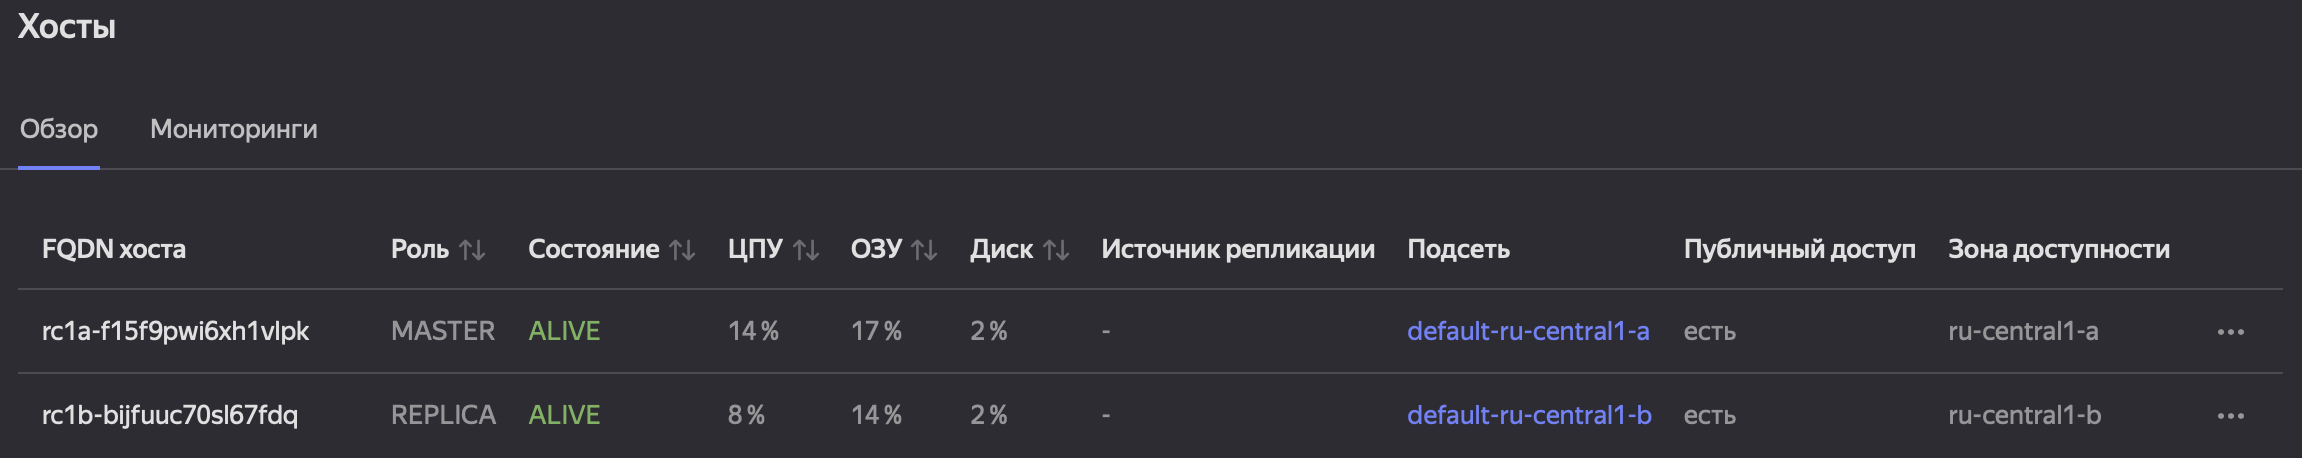 Хосты
Обзор Мониторинги
FQDN хоста Роль Состояние ЦПУ ОЗУ Диск Источник репликации Подсеть Публичный доступ Зона доступности
rc1a-f15f9pwi6xh1vlpk MASTER ALIVE 14 % 17 % 2 % - default-ru-central1-a есть ru-central1-a
rc1b-bijfuuc70sl67fdq REPLICA ALIVE 8 % 14 % 2 % - default-ru-central1-b есть ru-central1-b